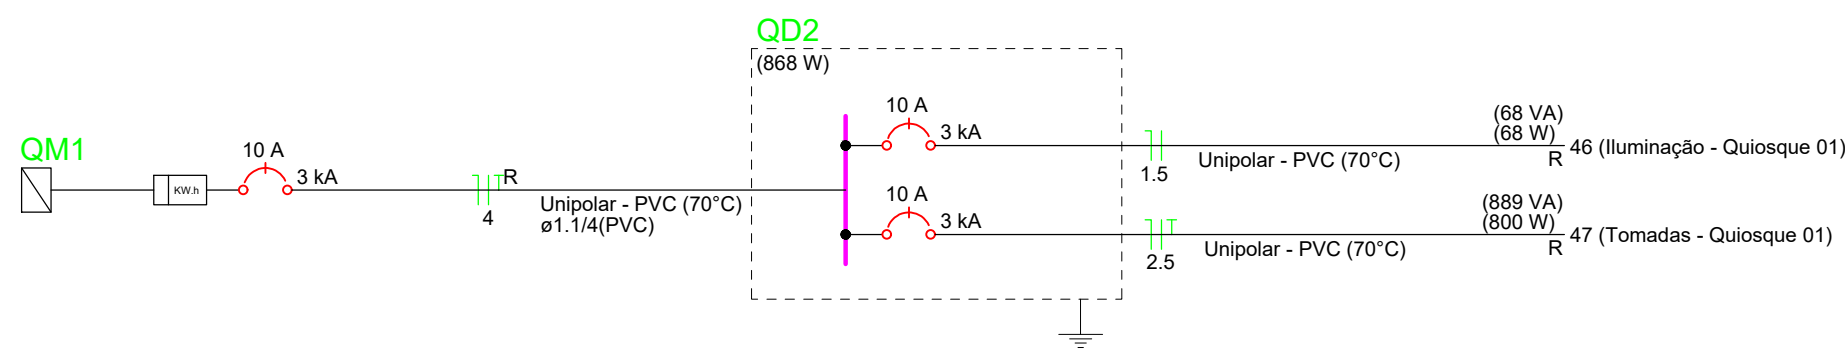 QD2
(868 W)
10 A
3 kA
(68 VA)
(68 W)
R
46 (Iluminação - Quiosque 01)
1.5
Unipolar - PVC (70°C)
QM1
KW.h
10 A
3 kA
R
4
Unipolar - PVC (70°C)
ø1.1/4(PVC)
10 A
3 kA
(889 VA)
(800 W)
R
47 (Tomadas - Quiosque 01)
2.5
Unipolar - PVC (70°C)